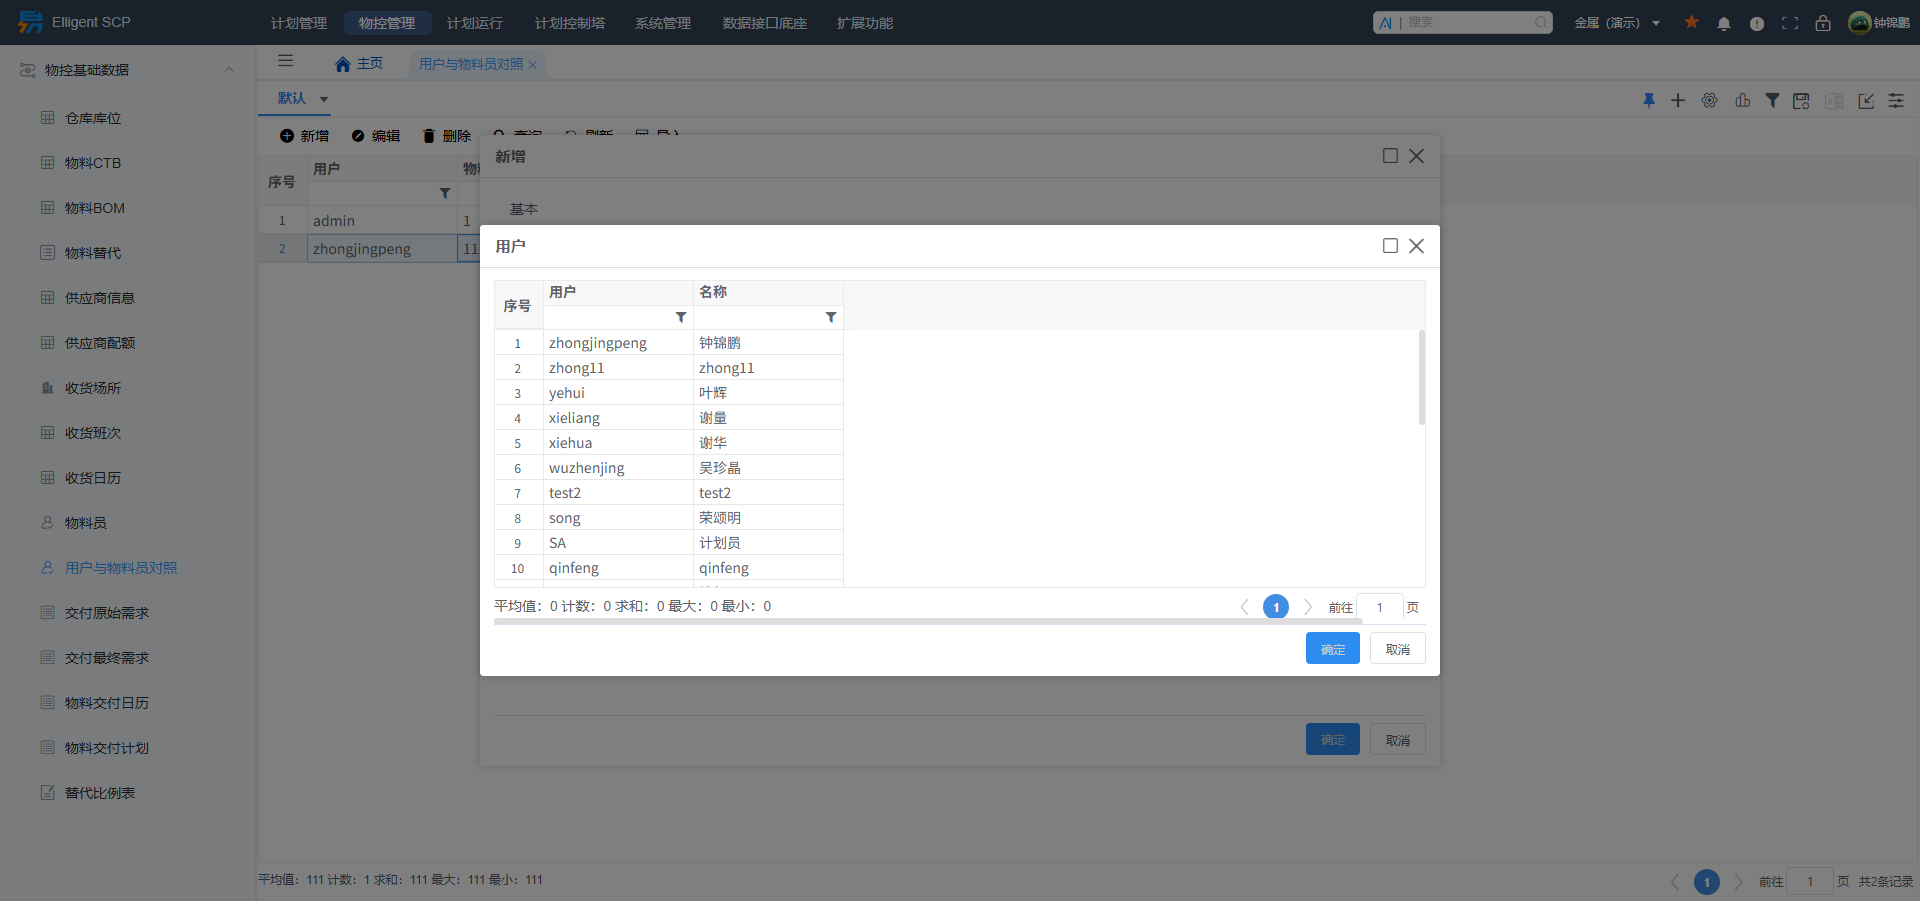 Elligent SCP
计划管理 物控管理 计划运行 计划控制塔 系统管理 数据接口底座 扩展功能
AI | 搜索
金属（演示）
钟锦鹏
物控基础数据
仓库库位
物料CTB
物料BOM
物料替代
供应商信息
供应商配额
收货场所
收货班次
收货日历
物料员
用户与物料员对照
交付原始需求
交付最终需求
物料交付日历
物料交付计划
替代比例表
主页 用户与物料员对照
默认
新增 编辑 删除 查询 刷新 导入
序号 用户
1 admin 1
2 zhongjingpeng 11
新增
基本
用户
序号 用户 名称
1 zhongjingpeng 钟锦鹏
2 zhong11 zhong11
3 yehui 叶辉
4 xieliang 谢量
5 xiehua 谢华
6 wuzhenjing 吴珍晶
7 test2 test2
8 song 荣颂明
9 SA 计划员
10 qinfeng qinfeng
平均值：0 计数：0 求和：0 最大：0 最小：0
1 前往 1 页
确定 取消
确定 取消
平均值：111 计数：1 求和：111 最大：111 最小：111
1 前往 1 页 共2条记录